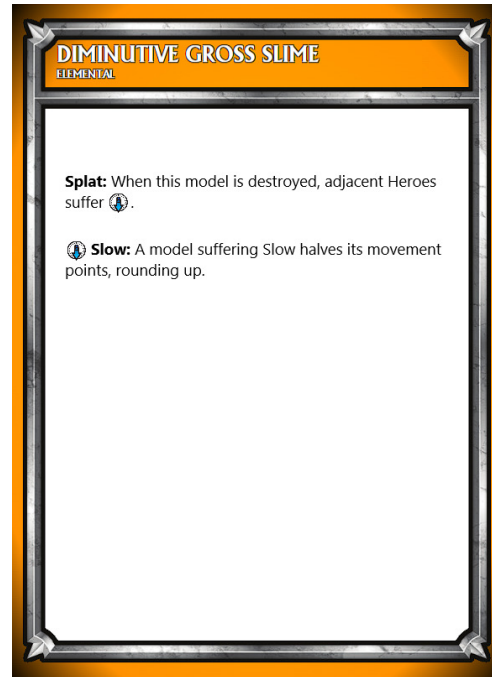 DIMINUTIVE GROSS SLIME
ELEMENTAL
Splat: When this model is destroyed, adjacent Heroes
suffer .
Slow: A model suffering Slow halves its movement
points, rounding up.